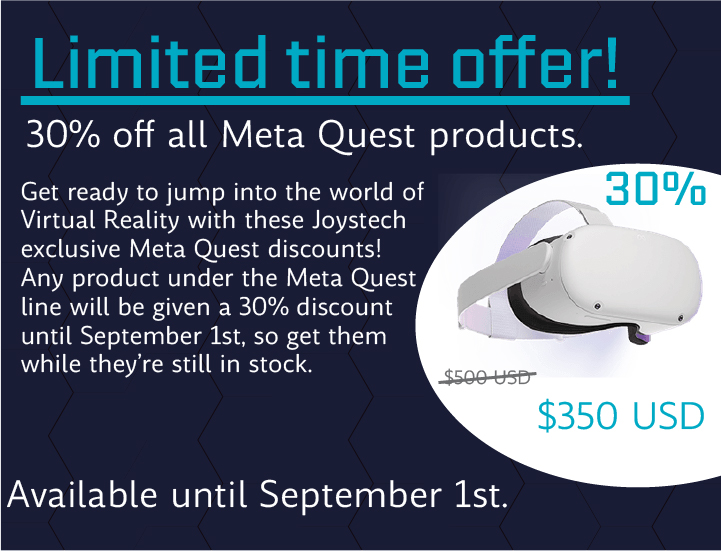 Limited time offer!
30% off all Meta Quest products.
Get ready to jump into the world of
Virtual Reality with these Joystech
exclusive Meta Quest discounts!
Any product under the Meta Quest
line will be given a 30% discount
until September 1st, so get them
while they're still in stock.
30%
$500 USD
$350 USD
Available until September 1st.